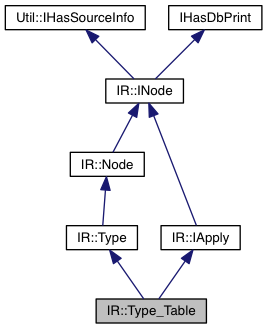 Util::IHasSourceInfo
IHasDbPrint
IR::INode
IR::Node
IR::Type
IR::IApply
IR::Type_Table